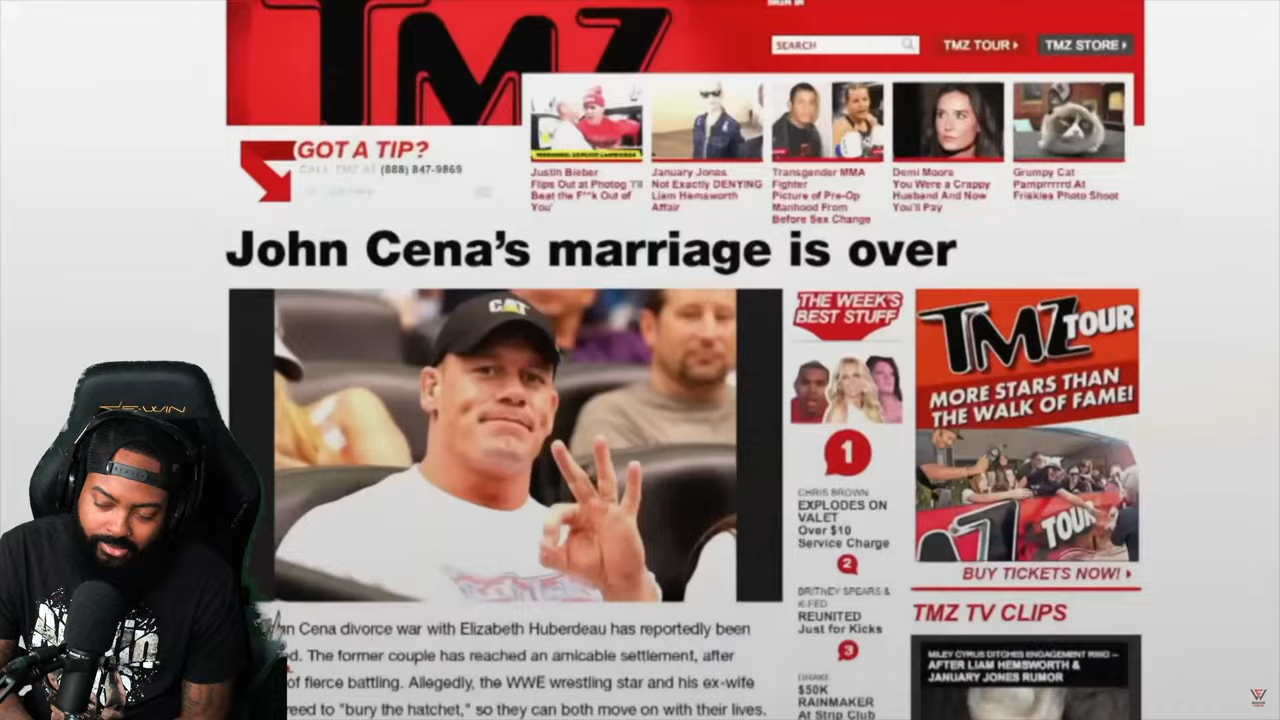 SIGN IN
TMZ
SEARCH
TMZ TOUR
TMZ STORE
GOT A TIP?
CALL TMZ AT (888) 847-9869
Justin Bieber
Flips Out at Photog 'I'll
Beat the F**k Out of
You'
January Jones
Not Exactly DENYING
Liam Hemsworth
Affair
Transgender MMA
Fighter
Picture of Pre-Op
Manhood From
Before Sex Change
Demi Moore
You Were a Crappy
Husband And Now
You'll Pay
Grumpy Cat
Pamprrrrrd At
Friskies Photo Shoot
John Cena's marriage is over
CAT
THE WEEK'S
BEST STUFF
1
CHRIS BROWN
EXPLODES ON
VALET
Over $10
Service Charge
2
BRITNEY SPEARS &
K-FED
REUNITED
Just for Kicks
3
DRAKE
$50K
RAINMAKER
At Strip Club
TMZ TOUR
MORE STARS THAN
THE WALK OF FAME!
TOUR
BUY TICKETS NOW!
TMZ TV CLIPS
MILEY CYRUS DITCHES ENGAGEMENT RING --
AFTER LIAM HEMSWORTH &
JANUARY JONES RUMOR
Cena divorce war with Elizabeth Huberdeau has reportedly been
The former couple has reached an amicable settlement, after
of fierce battling. Allegedly, the WWE wrestling star and his ex-wife
to "bury the hatchet," so they can both move on with their lives.